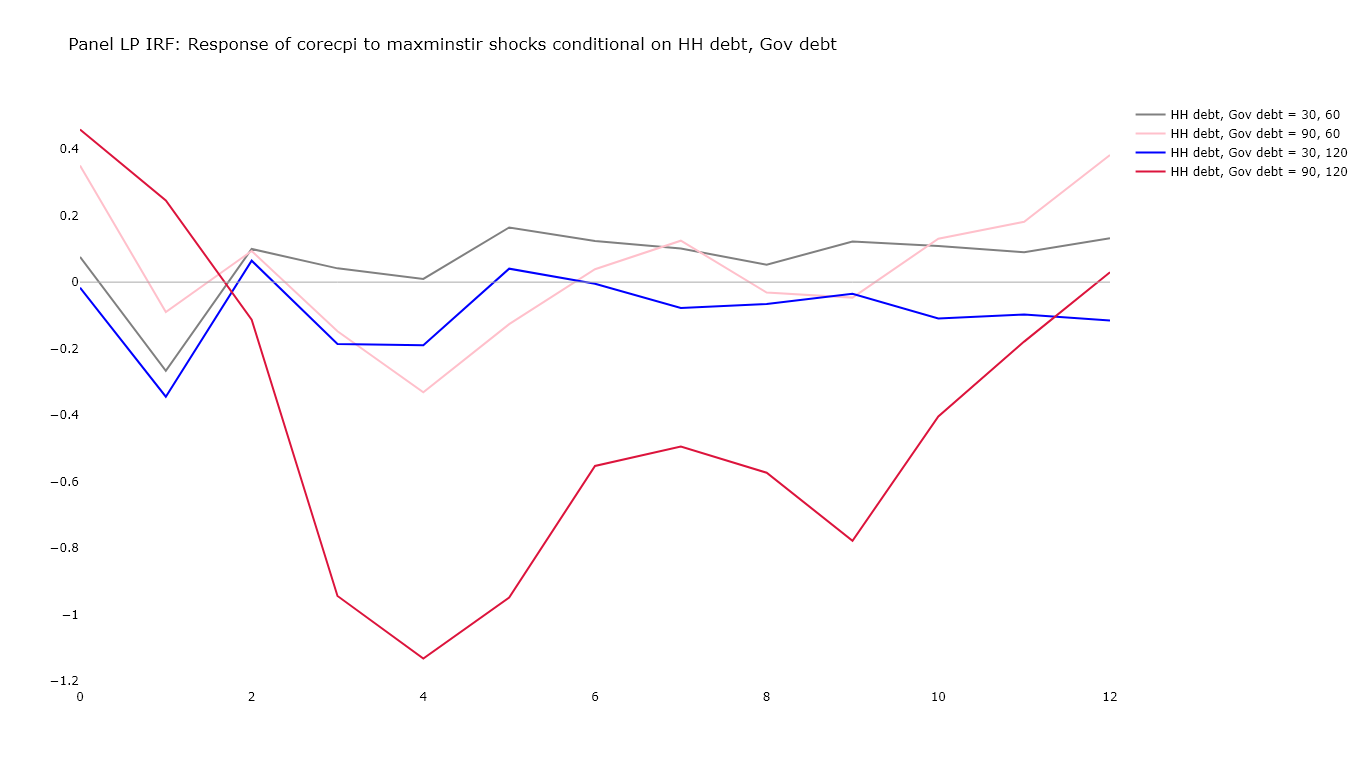 Panel LP IRF: Response of corecpi to maxminstir shocks conditional on HH debt, Gov debt
HH debt, Gov debt = 30, 60
HH debt, Gov debt = 90, 60
HH debt, Gov debt = 30, 120
HH debt, Gov debt = 90, 120
0.4
0.2
0
−0.2
−0.4
−0.6
−0.8
−1
−1.2
0 2 4 6 8 10 12